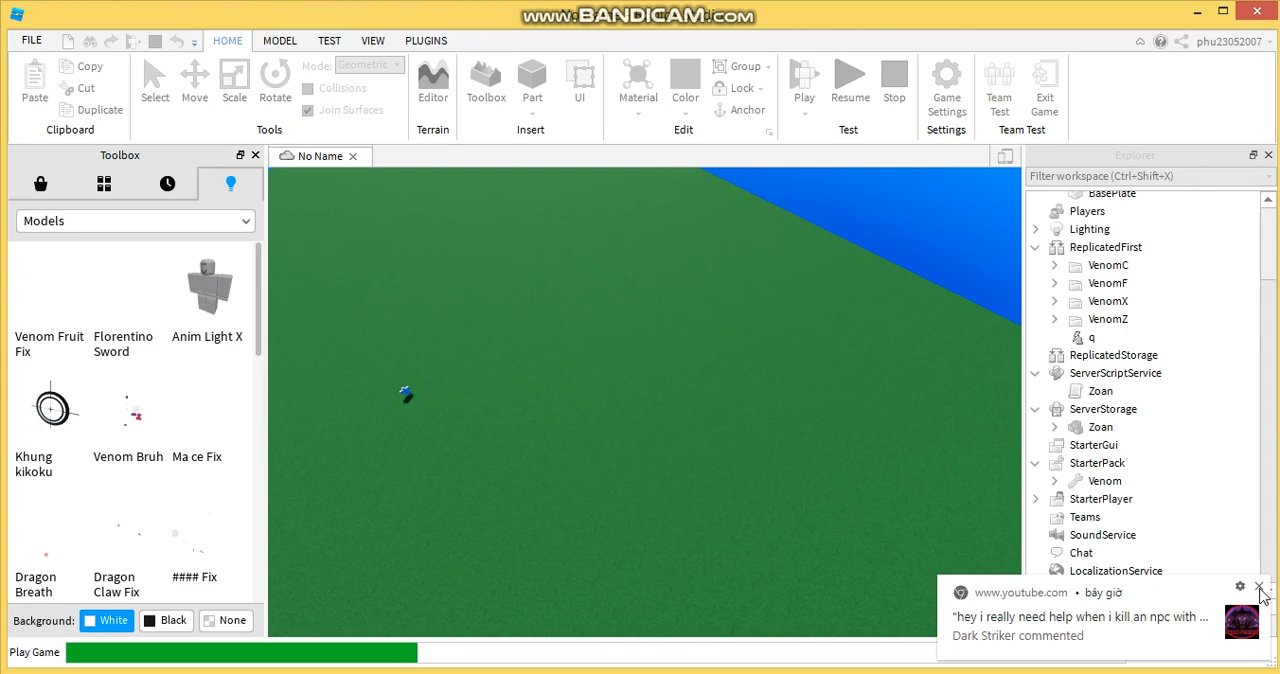 www.BANDICAM.com
FILE
HOME
MODEL
TEST
VIEW
PLUGINS
phu23052007
Paste
Copy
Cut
Duplicate
Clipboard
Select
Move
Scale
Rotate
Mode:
Geometric
Collisions
Join Surfaces
Tools
Editor
Terrain
Toolbox
Part
UI
Insert
Material
Color
Group
Lock
Anchor
Edit
Play
Resume
Stop
Test
Game
Settings
Settings
Team
Test
Exit
Game
Team Test
Toolbox
No Name
Explorer
Models
Filter workspace (Ctrl+Shift+X)
BasePlate
Players
Lighting
ReplicatedFirst
VenomC
VenomF
VenomX
VenomZ
q
ReplicatedStorage
ServerScriptService
Zoan
ServerStorage
Zoan
StarterGui
StarterPack
Venom
StarterPlayer
Teams
SoundService
Chat
LocalizationService
Venom Fruit
Fix
Florentino
Sword
Anim Light X
Khung
kikoku
Venom Bruh
Ma ce Fix
Dragon
Breath
Dragon
Claw Fix
#### Fix
Background:
White
Black
None
Play Game
www.youtube.com • bây giờ
"hey i really need help when i kill an npc with ...
Dark Striker commented